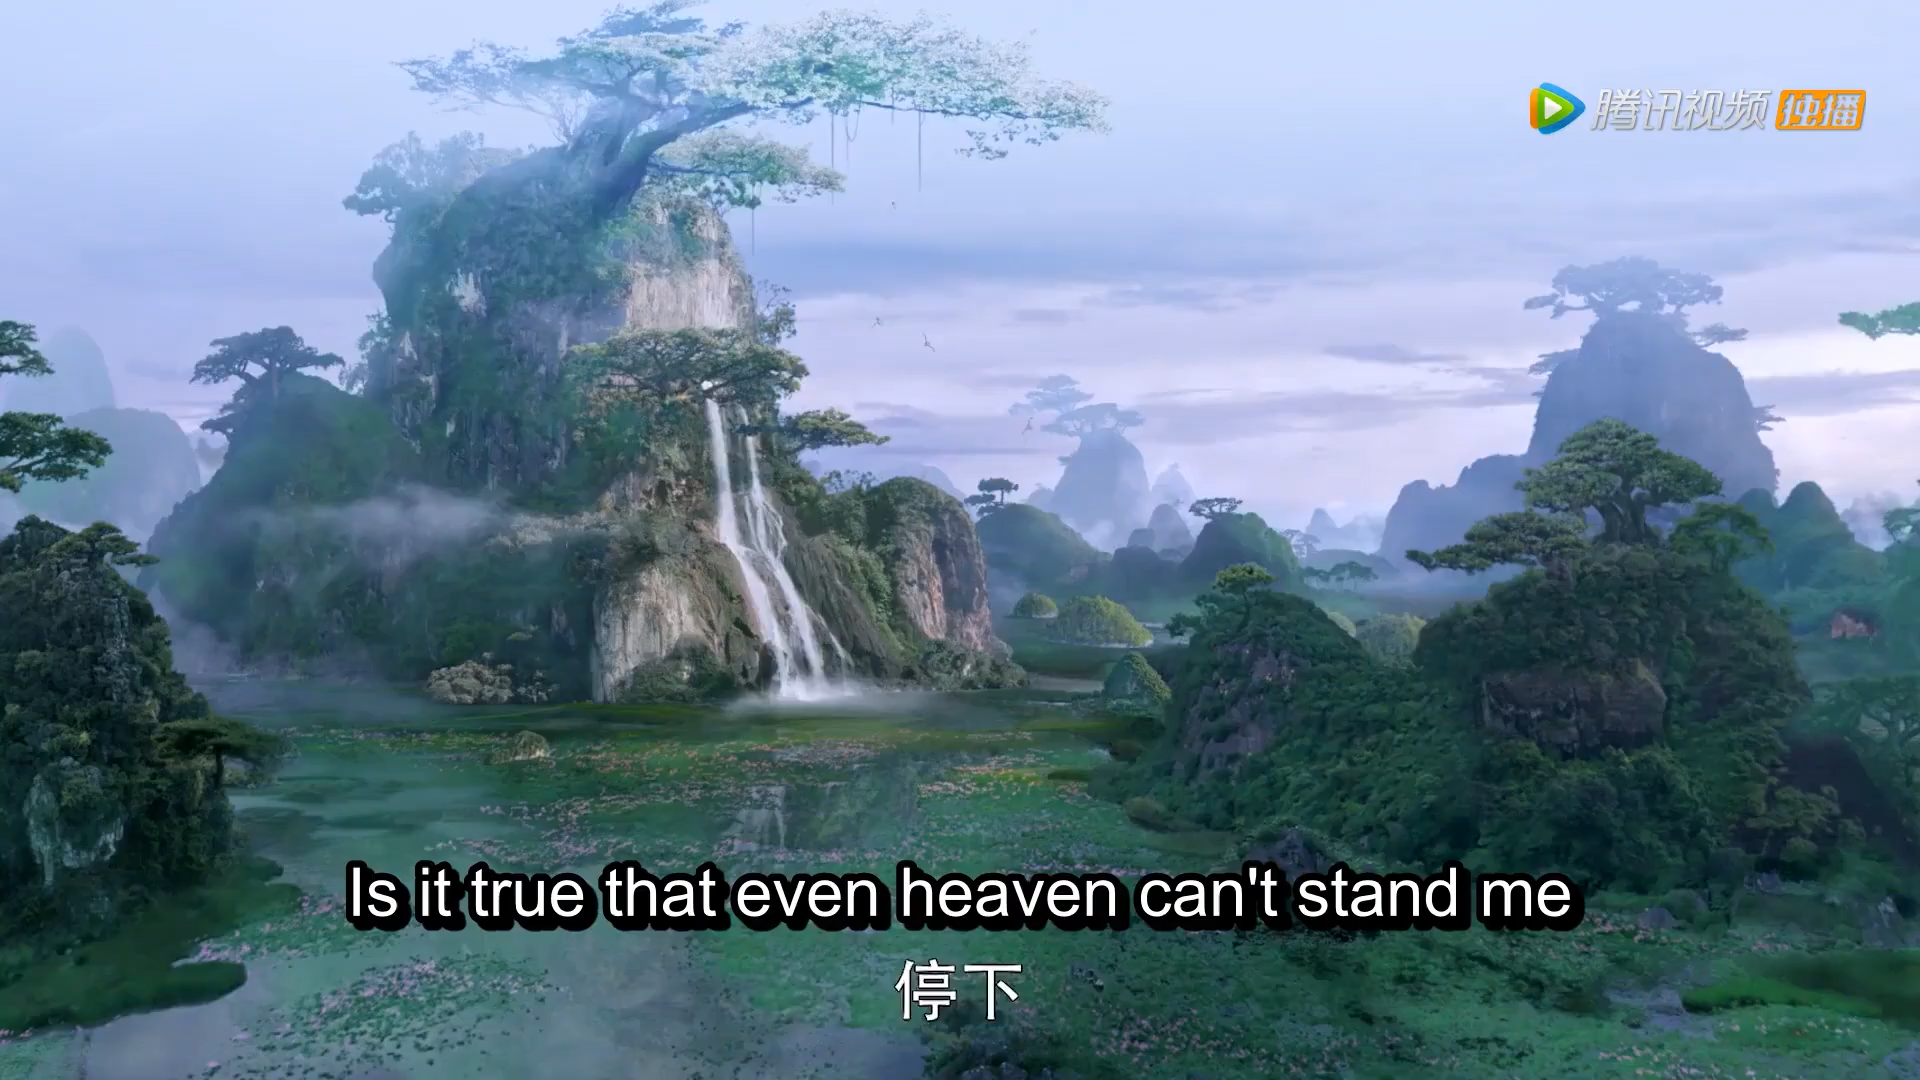 腾讯视频 独播
Is it true that even heaven can't stand me
停下